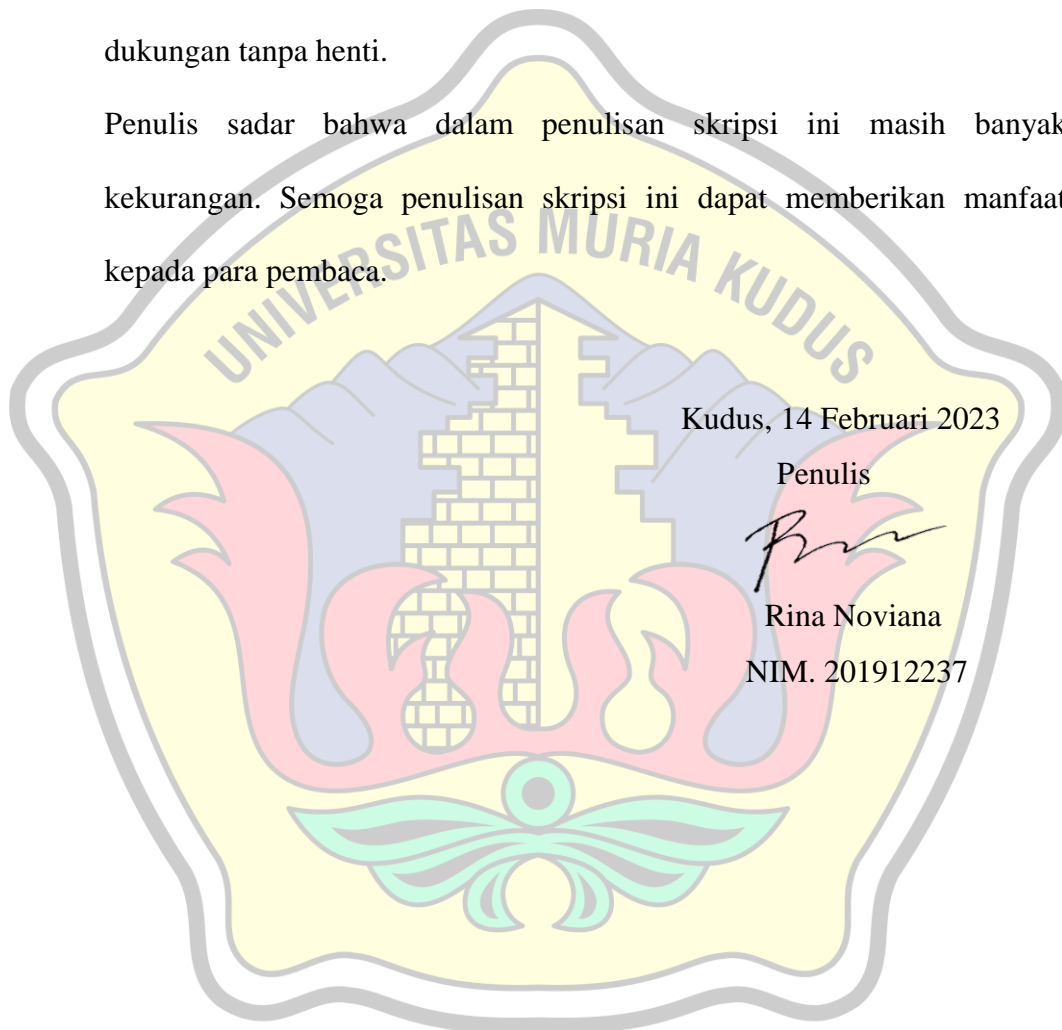 dukungan tanpa henti.
Penulis sadar bahwa dalam penulisan skripsi ini masih banyak
kekurangan. Semoga penulisan skripsi ini dapat memberikan manfaat
kepada para pembaca.
UNIVERSITAS MURIA KUDUS
Kudus, 14 Februari 2023
Penulis
Rina Noviana
NIM. 201912237